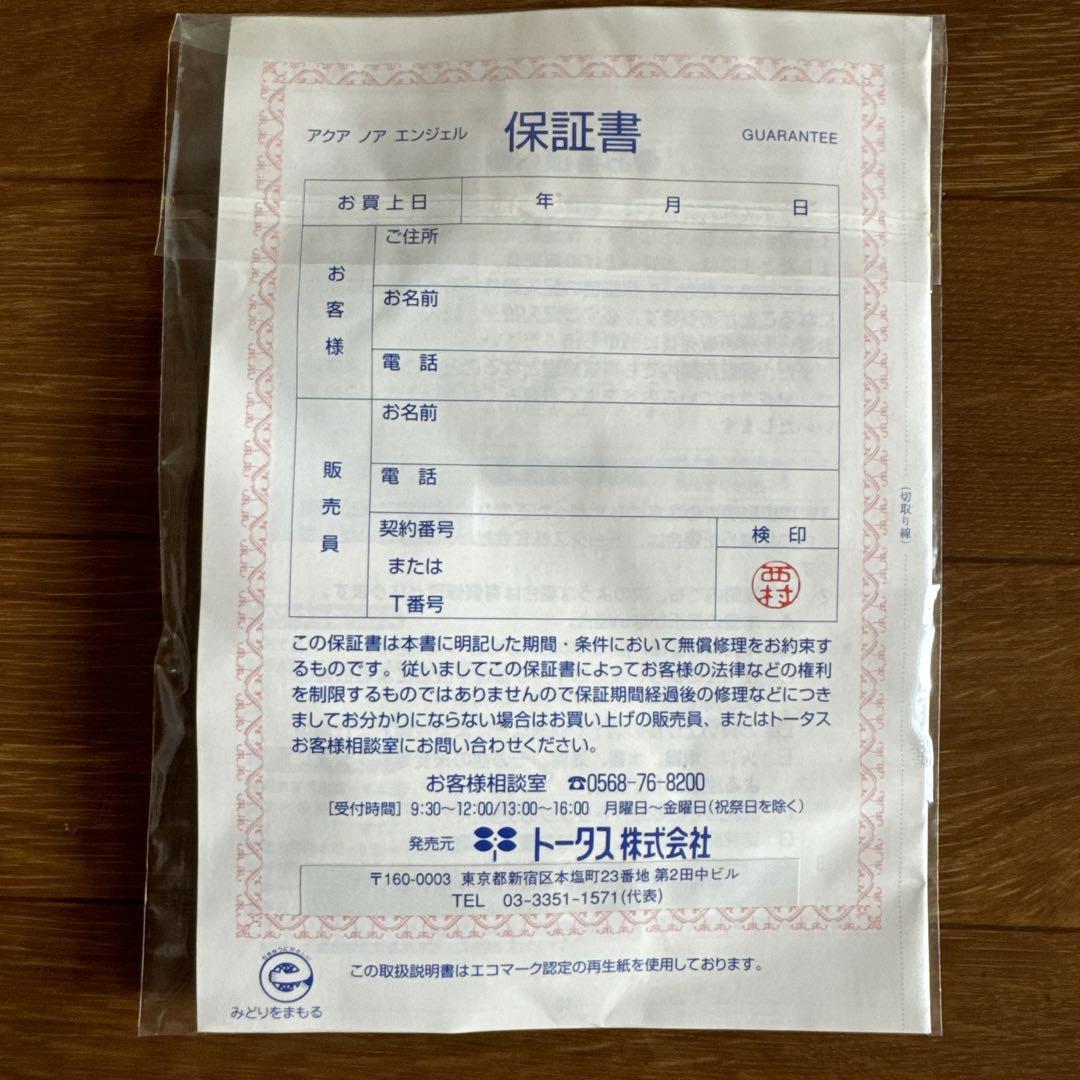 アクア ノア エンジェル 保証書 GUARANTEE
お買上日 年 月 日
お客様
ご住所
お名前
電 話
販売員
お名前
電 話
契約番号
または
T番号
検 印
西村
(切取り線)
この保証書は本書に明記した期間・条件において無償修理をお約束す
るものです。従いましてこの保証書によってお客様の法律などの権利
を制限するものではありませんので保証期間経過後の修理などにつき
ましてお分かりにならない場合はお買い上げの販売員、またはトータス
お客様相談室にお問い合わせください。
お客様相談室 ☎0568-76-8200
[受付時間] 9:30~12:00/13:00~16:00 月曜日~金曜日(祝祭日を除く)
発売元 トータス株式会社
〒160-0003 東京都新宿区本塩町23番地 第2田中ビル
TEL 03-3351-1571(代表)
みどりをまもる
この取扱説明書はエコマーク認定の再生紙を使用しております。